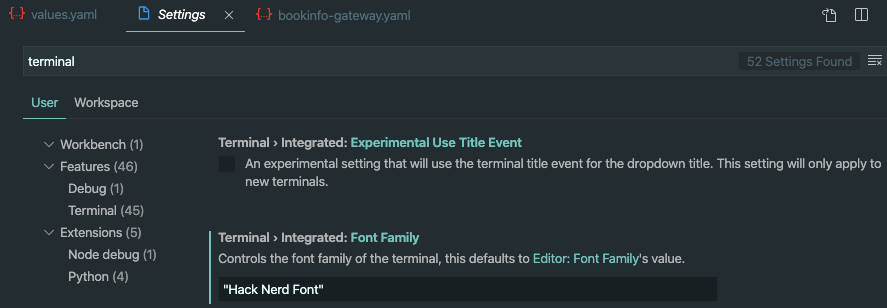 values.yaml Settings bookinfo-gateway.yaml
terminal 52 Settings Found
User Workspace
Workbench (1)
Features (46)
Debug (1)
Terminal (45)
Extensions (5)
Node debug (1)
Python (4)
Terminal › Integrated: Experimental Use Title Event
An experimental setting that will use the terminal title event for the dropdown title. This setting will only apply to
new terminals.
Terminal › Integrated: Font Family
Controls the font family of the terminal, this defaults to Editor: Font Family's value.
"Hack Nerd Font"